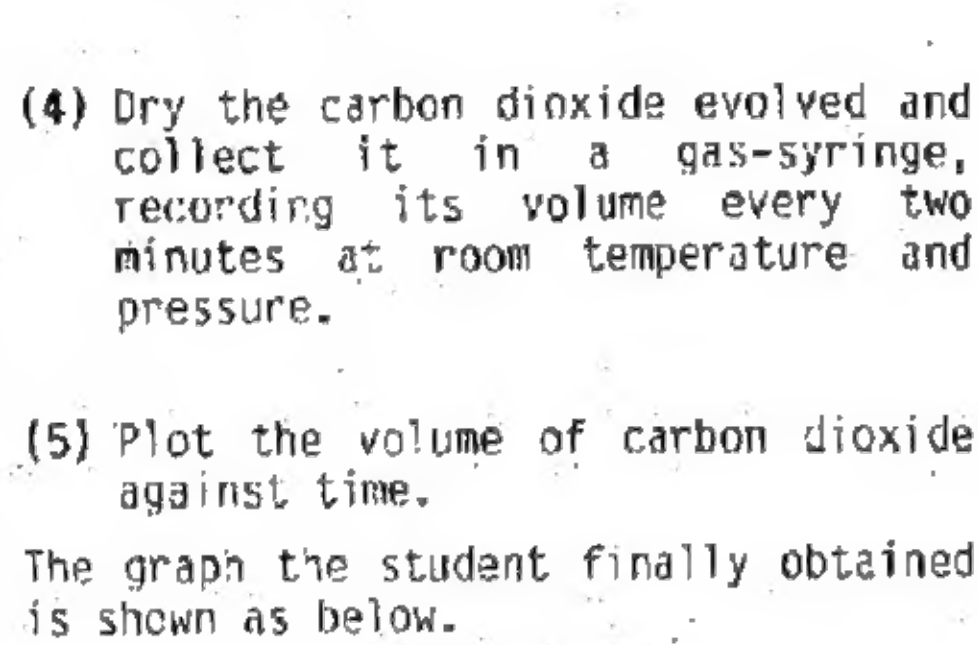 (4) Dry the carbon dioxide evolved and
collect it in a gas-syringe,
recording its volume every two
minutes at room temperature and
pressure.
(5) Plot the volume of carbon dioxide
against time.
The graph the student finally obtained
is shown as below.